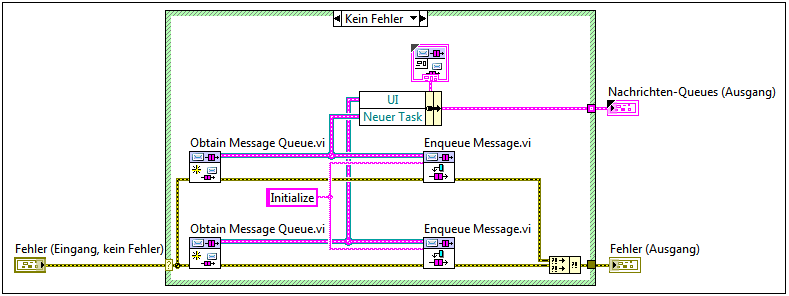 Kein Fehler
Nachrichten-Queues (Ausgang)
UI
Neuer Task
Obtain Message Queue.vi
Enqueue Message.vi
Initialize
Obtain Message Queue.vi
Enqueue Message.vi
Fehler (Eingang, kein Fehler)
Fehler (Ausgang)